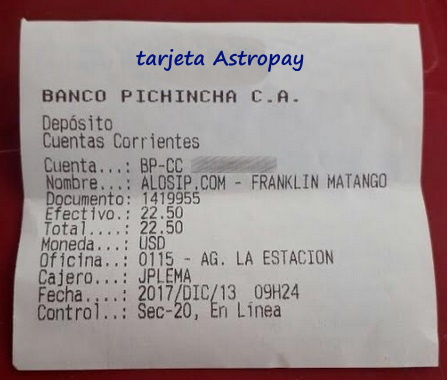 tarjeta Astropay
BANCO PICHINCHA C.A.
Depósito
Cuentas Corrientes
Cuenta...: BP-CC
Nombre...: ALOSIP.COM - FRANKLIN MATANGO
Documento: 1419955
Efectivo.: 22.50
Total....: 22.50
Moneda...: USD
Oficina..: 0115 - AG. LA ESTACION
Cajero...: JPLEMA
Fecha....: 2017/DIC/13 09H24
Control..: Sec-20, En Línea